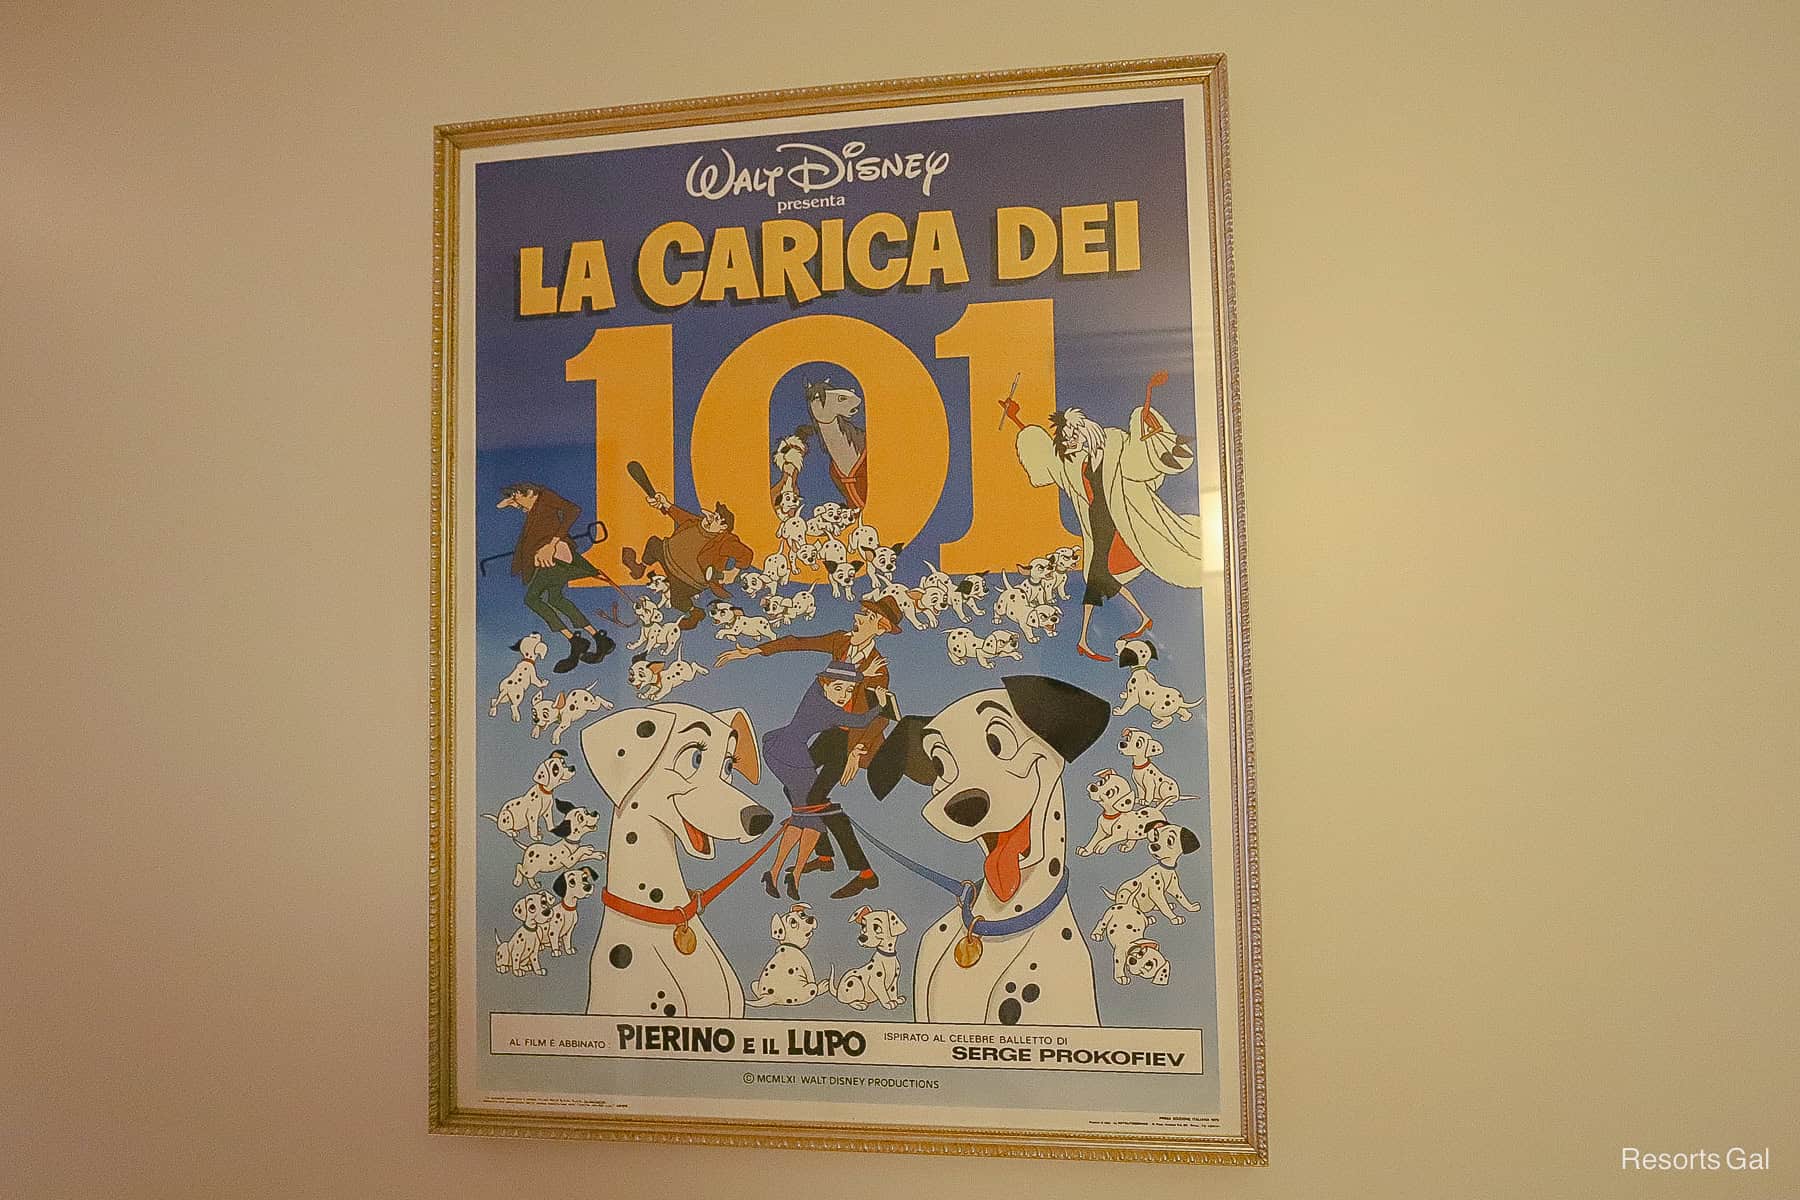 WALT DISNEY
presenta
LA CARICA DEI
101
AL FILM È ABBINATO: PIERINO E IL LUPO ISPIRATO AL CELEBRE BALLETTO DI
SERGE PROKOFIEV
© MCMLXI WALT DISNEY PRODUCTIONS
Resorts Gal